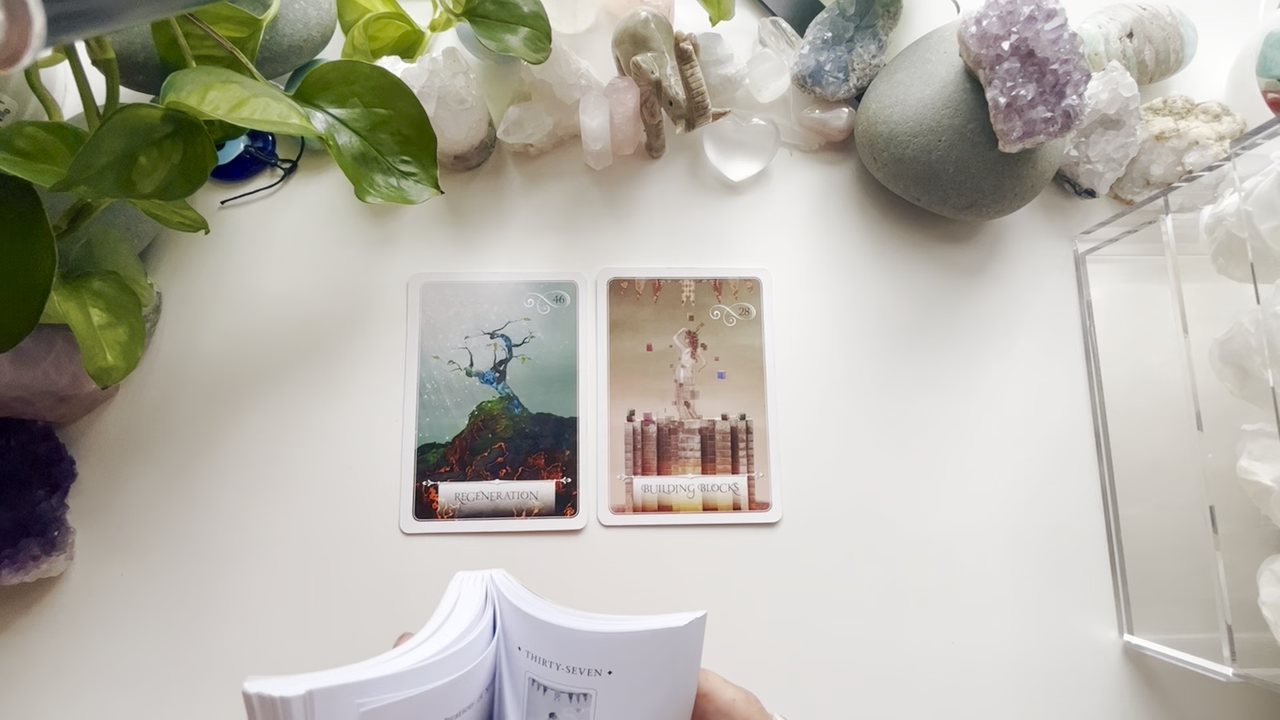 46
28
REGENERATION
BUILDING BLOCKS
• THIRTY-SEVEN •